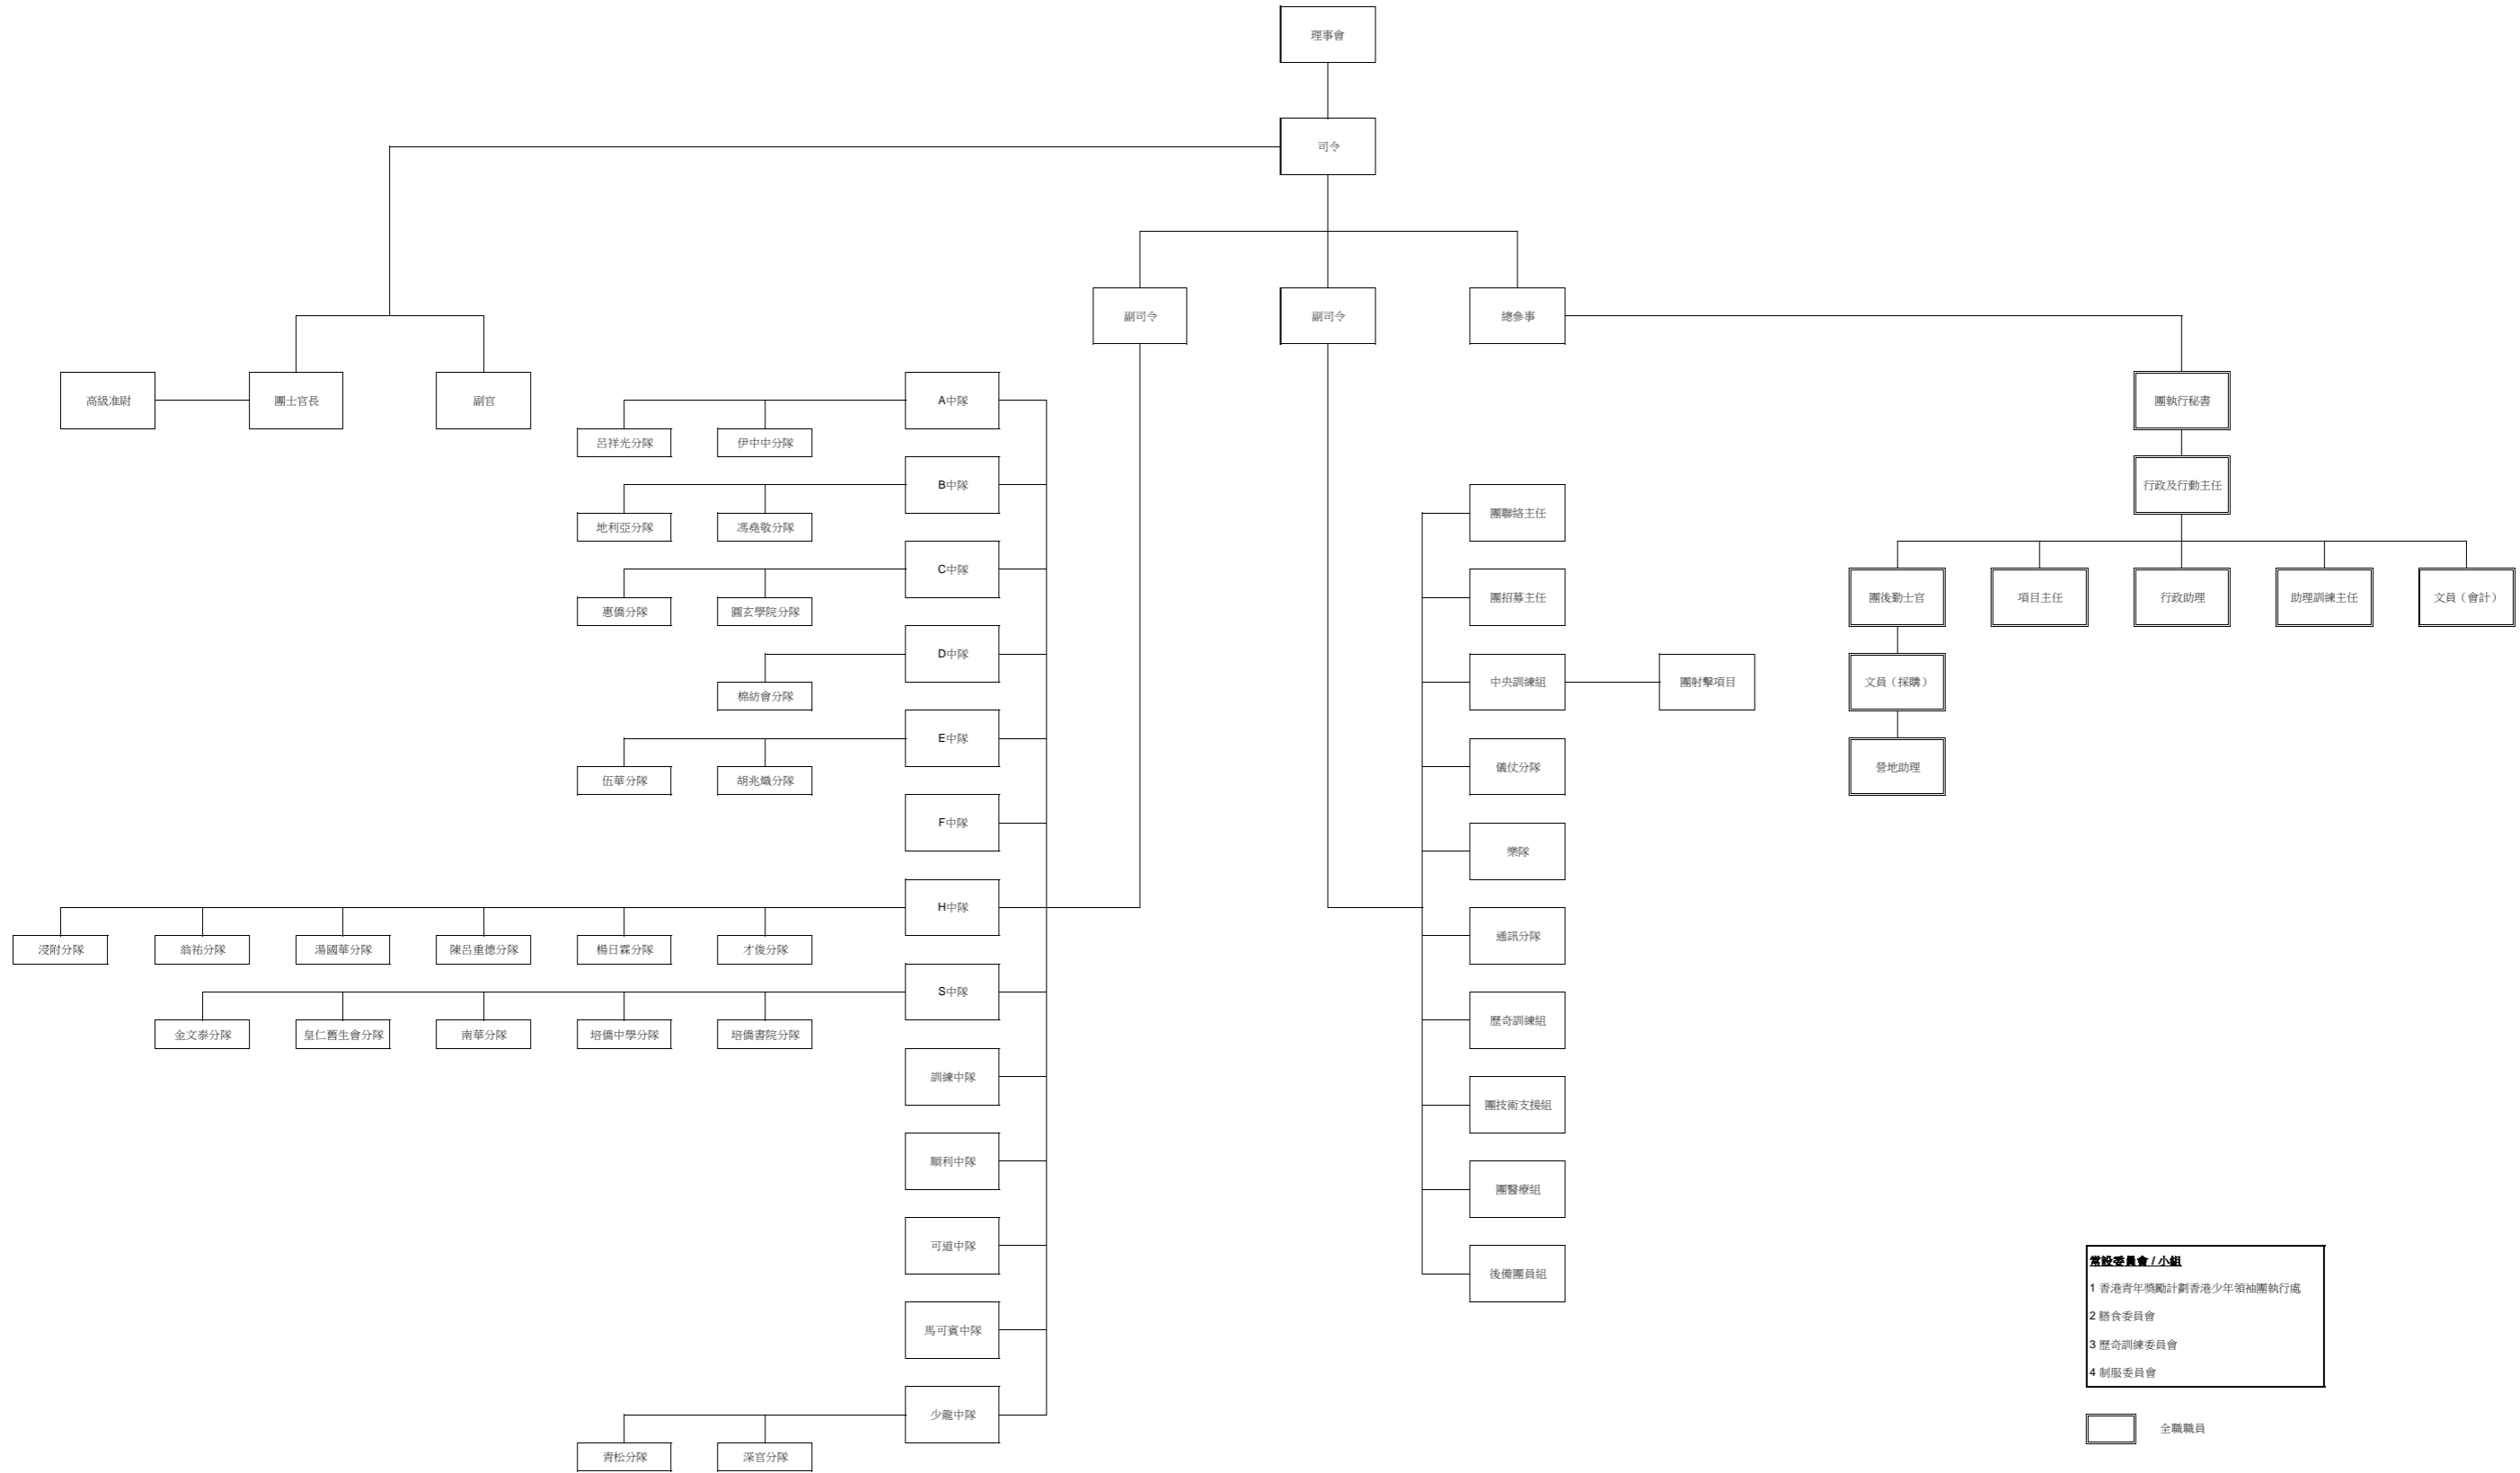 理事會
司令
副司令
副司令
總參事
高級准尉
團士官長
副官
A中隊
團執行秘書
呂祥光分隊
伊中中分隊
B中隊
行政及行動主任
地利亞分隊
馮堯敬分隊
團聯絡主任
C中隊
惠僑分隊
圓玄學院分隊
團招募主任
團後勤士官
項目主任
行政助理
助理訓練主任
文員（會計）
D中隊
棉紡會分隊
中央訓練組
團射擊項目
文員（採購）
E中隊
伍華分隊
胡兆熾分隊
儀仗分隊
營地助理
F中隊
樂隊
H中隊
浸附分隊
翁祐分隊
湯國華分隊
陳呂重德分隊
楊日霖分隊
才俊分隊
通訊分隊
S中隊
金文泰分隊
皇仁舊生會分隊
南華分隊
培僑中學分隊
培僑書院分隊
歷奇訓練組
訓練中隊
團技術支援組
順利中隊
團醫療組
可道中隊
後備團員組
馬可賓中隊
少龍中隊
青松分隊
深官分隊
常設委員會 / 小組
1 香港青年獎勵計劃香港少年領袖團執行處
2 膳食委員會
3 歷奇訓練委員會
4 制服委員會
全職職員